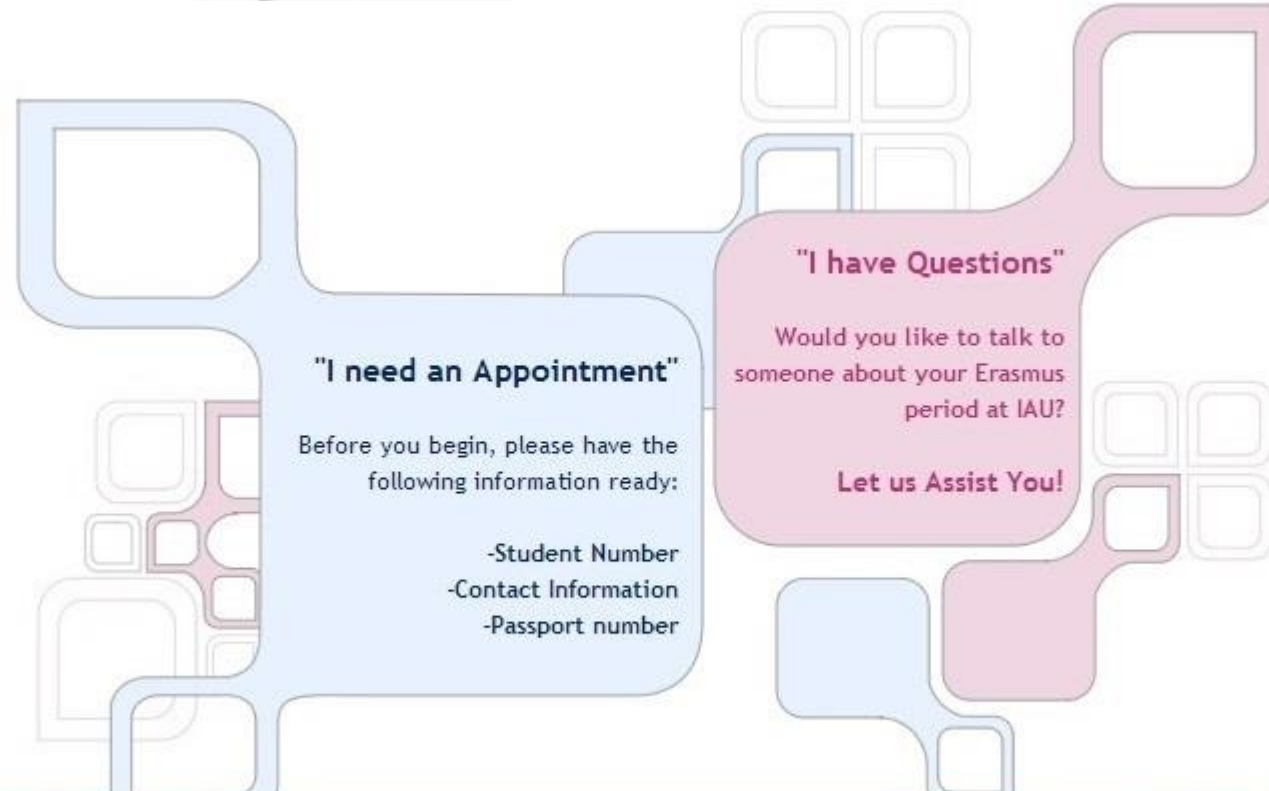 "I need an Appointment"
Before you begin, please have the
following information ready:
-Student Number
-Contact Information
-Passport number
"I have Questions"
Would you like to talk to
someone about your Erasmus
period at IAU?
Let us Assist You!